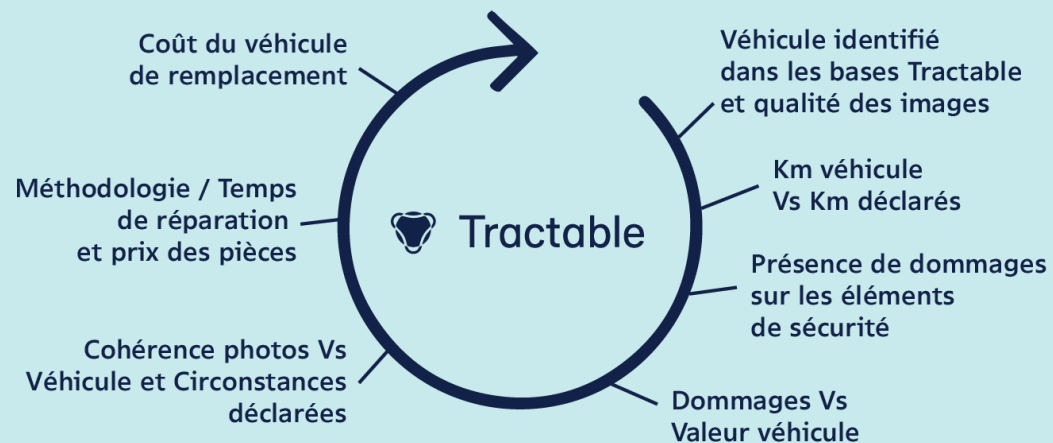 Coût du véhicule
de remplacement
Véhicule identifié
dans les bases Tractable
et qualité des images
Km véhicule
Vs Km déclarés
Méthodologie / Temps
de réparation
et prix des pièces
Tractable
Présence de dommages
sur les éléments
de sécurité
Cohérence photos Vs
Véhicule et Circonstances
déclarées
Dommages Vs
Valeur véhicule